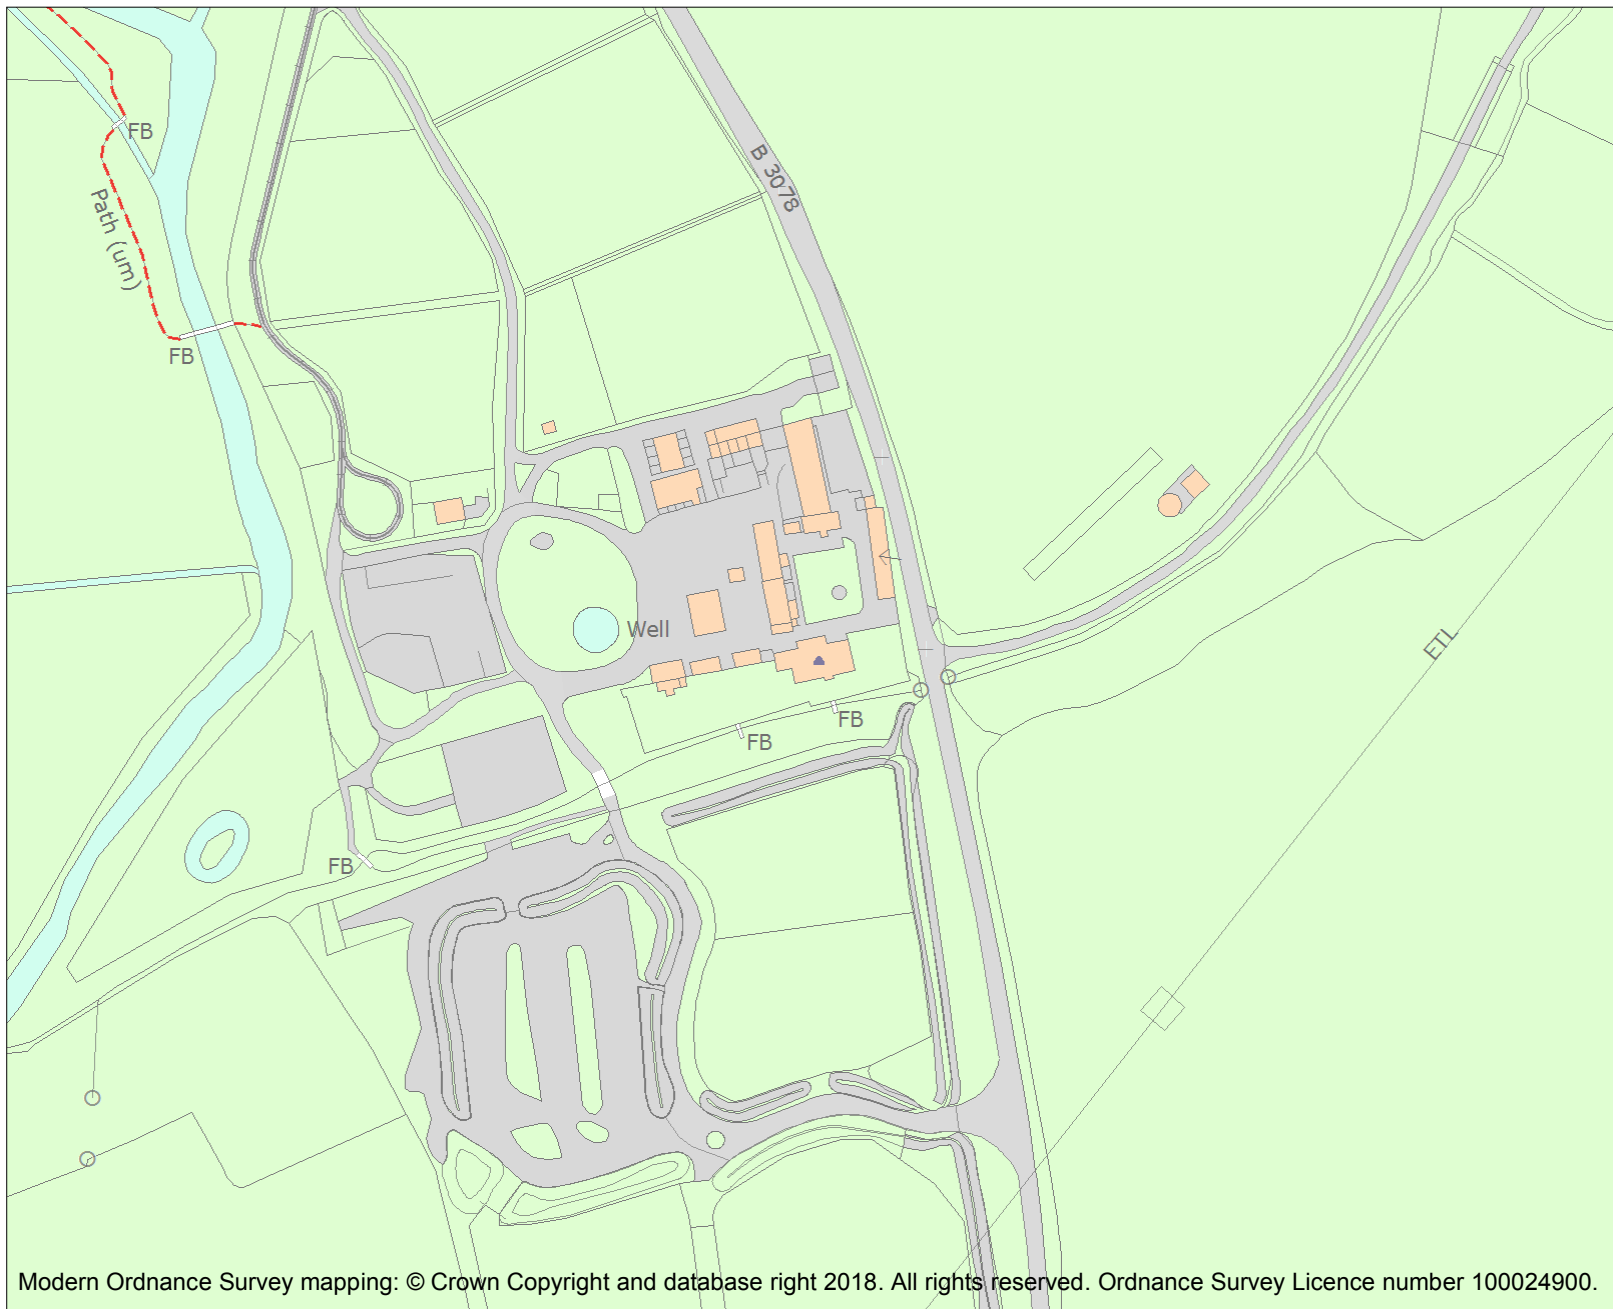 FB
B 3078
Path (um)
FB
Well
ETL
FB
FB
FB
Modern Ordnance Survey mapping: © Crown Copyright and database right 2018. All rights reserved. Ordnance Survey Licence number 100024900.